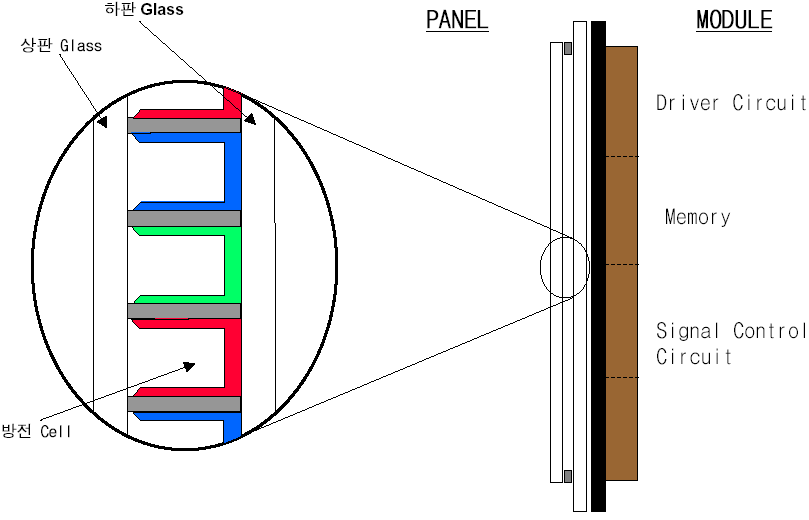 하판 Glass
상판 Glass
방전 Cell
PANEL
MODULE
Driver Circuit
Memory
Signal Control
Circuit